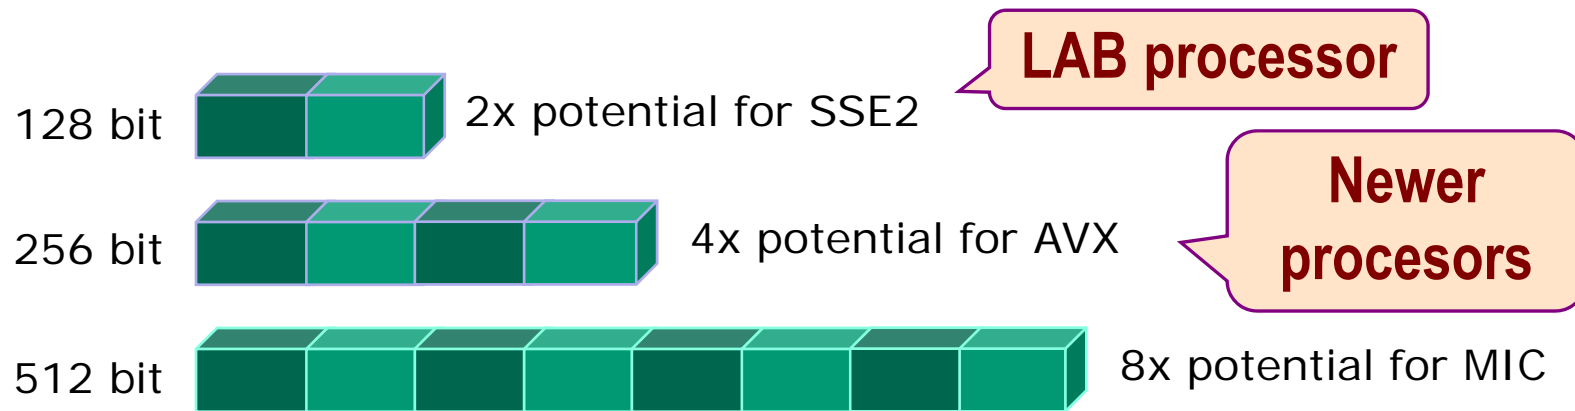 LAB processor
128 bit
2x potential for SSE2
Newer
procesors
256 bit
4x potential for AVX
512 bit
8x potential for MIC